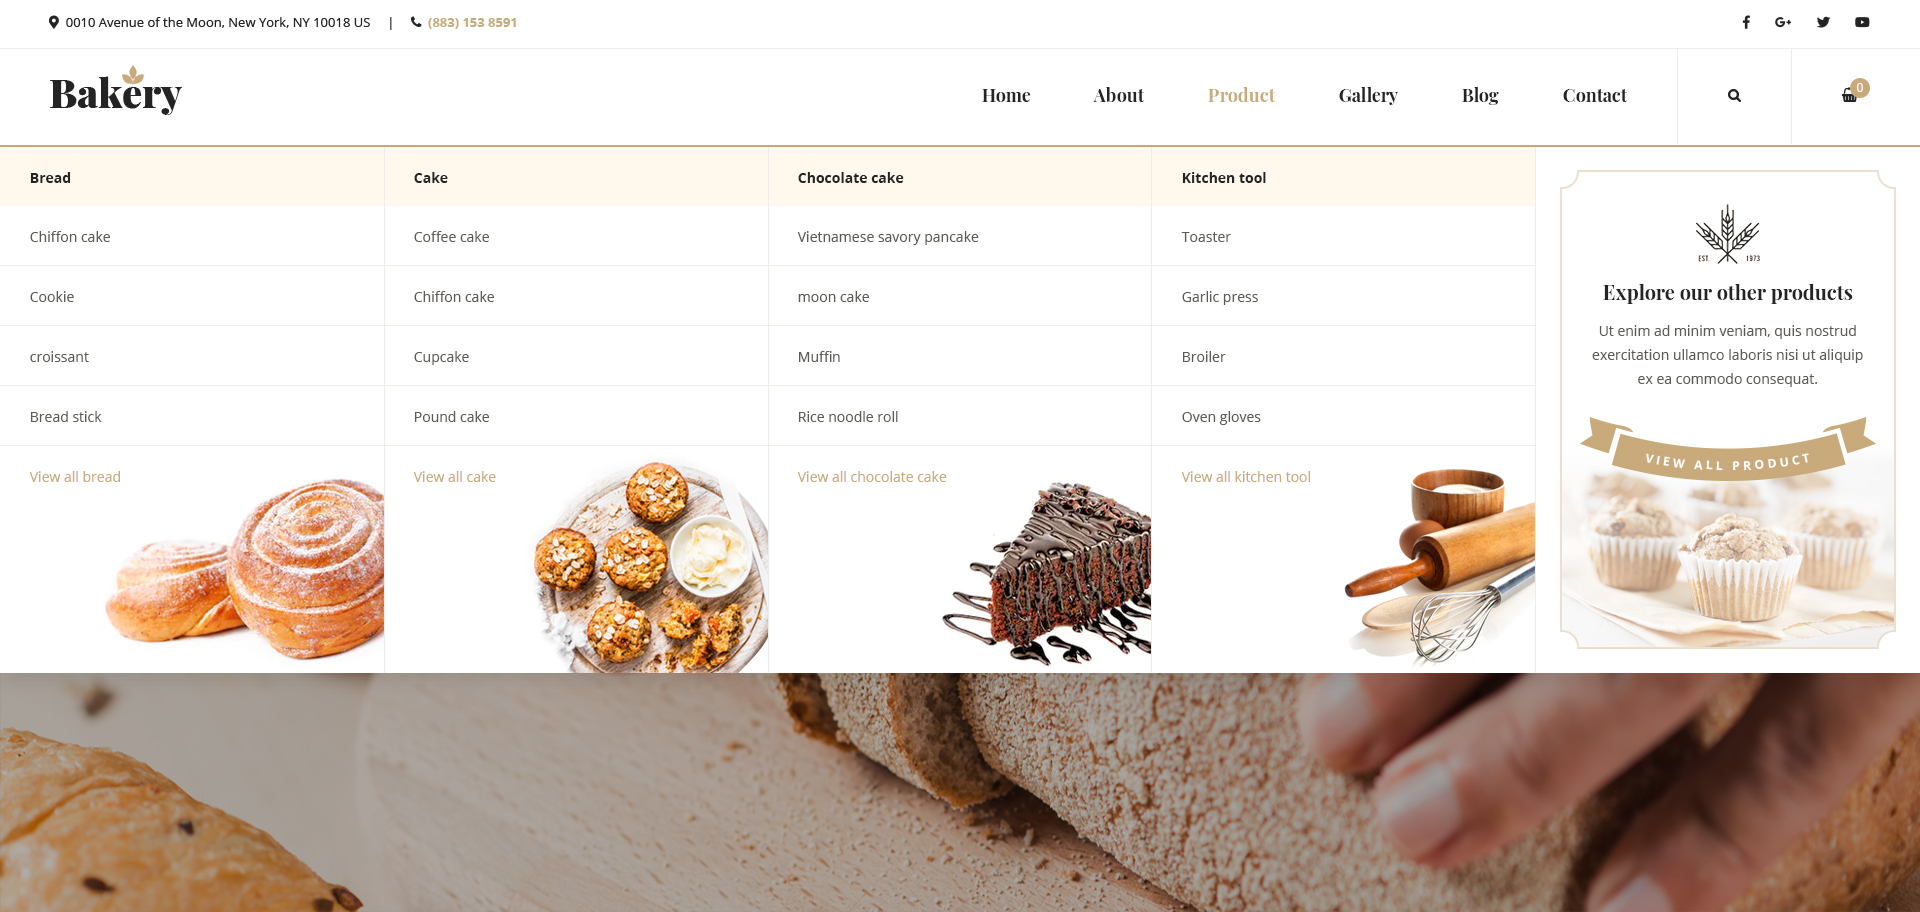 0010 Avenue of the Moon, New York, NY 10018 US | (883) 153 8591
Bakery
Home About Product Gallery Blog Contact 0
Bread
Chiffon cake
Cookie
croissant
Bread stick
View all bread
Cake
Coffee cake
Chiffon cake
Cupcake
Pound cake
View all cake
Chocolate cake
Vietnamese savory pancake
moon cake
Muffin
Rice noodle roll
View all chocolate cake
Kitchen tool
Toaster
Garlic press
Broiler
Oven gloves
View all kitchen tool
EST. 1973
Explore our other products
Ut enim ad minim veniam, quis nostrud
exercitation ullamco laboris nisi ut aliquip
ex ea commodo consequat.
VIEW ALL PRODUCT